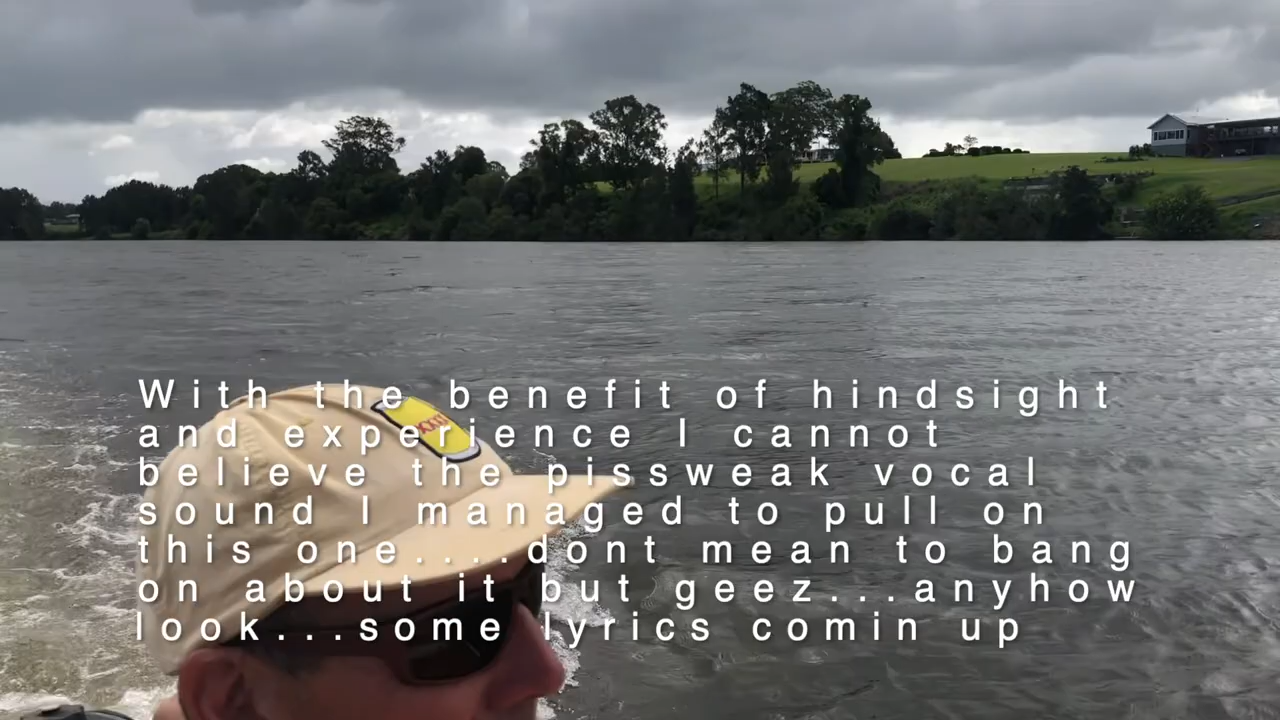 With the benefit of hindsight
and experience I cannot
believe the pissweak vocal
sound I managed to pull on
this one....dont mean to bang
on about it but geez...anyhow
look...some lyrics comin up